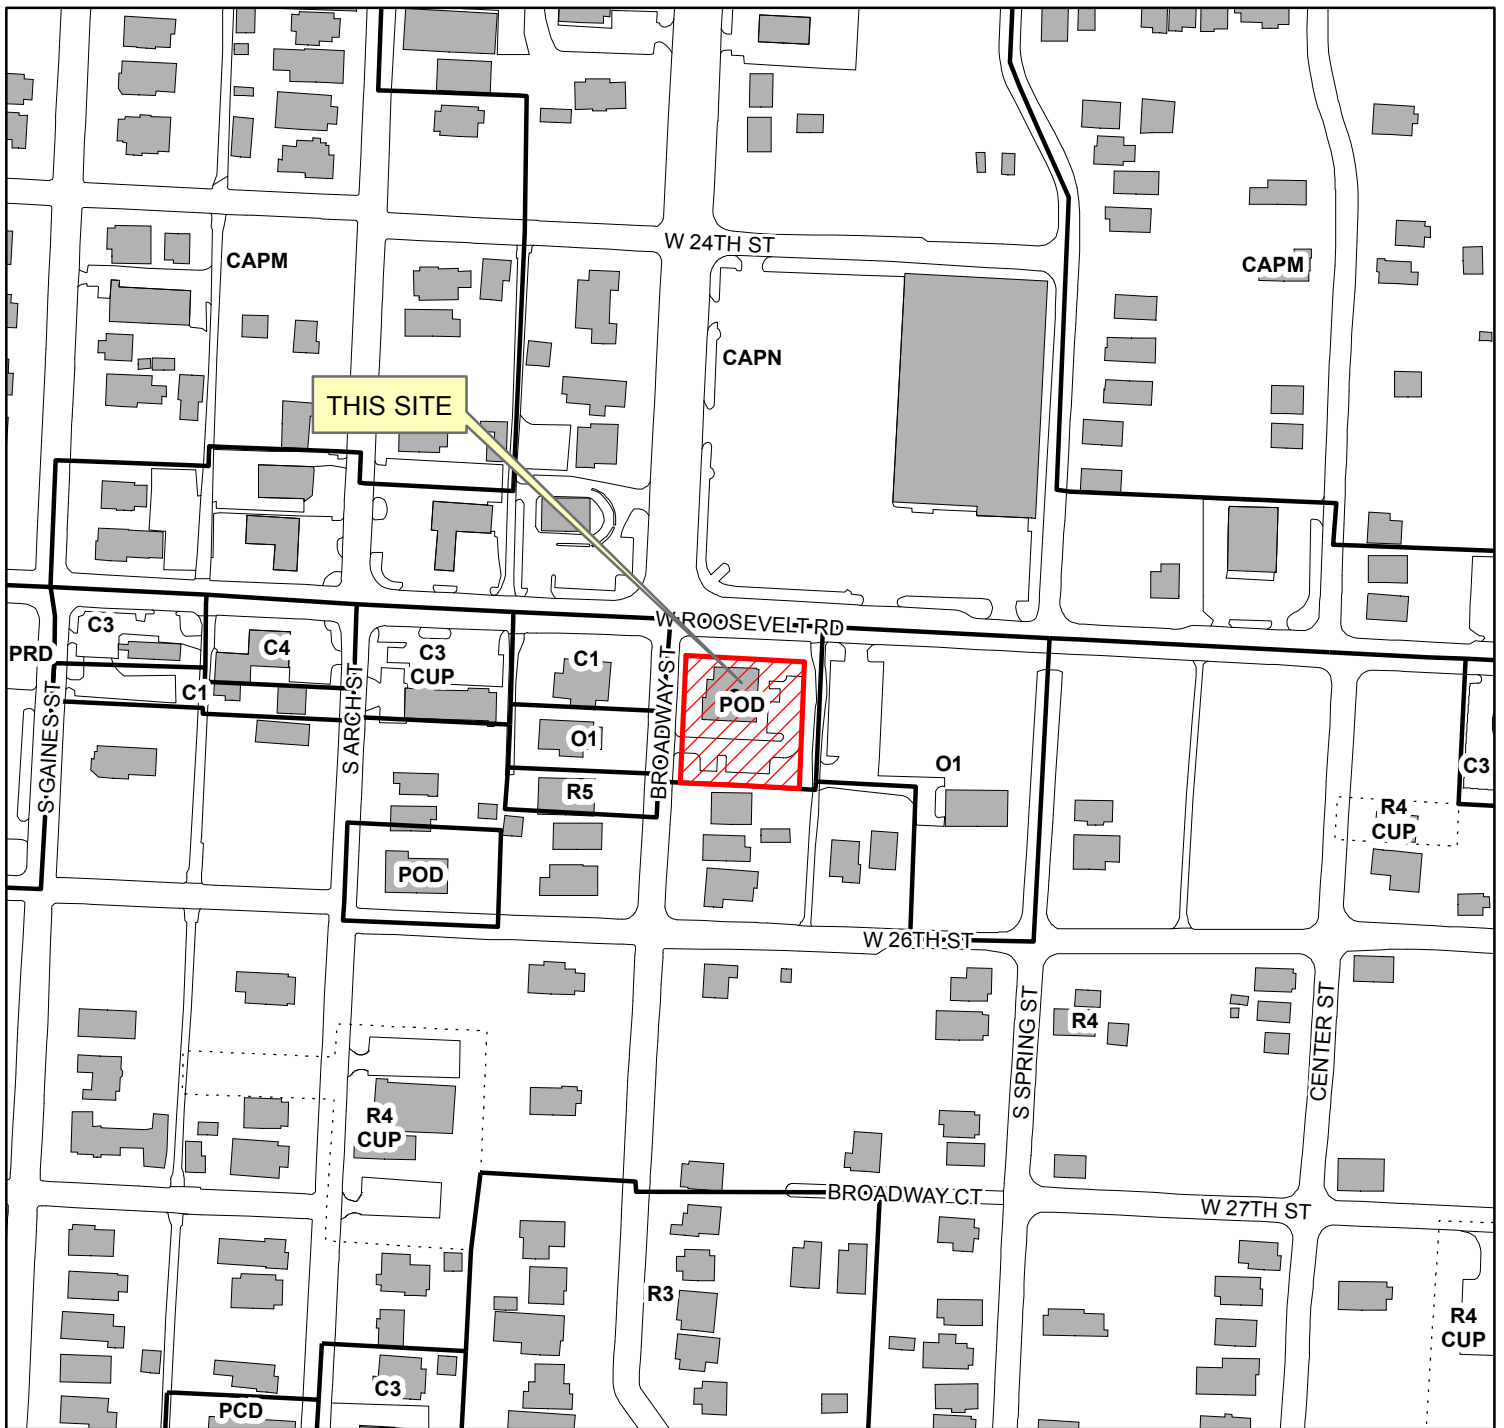 W 24TH ST
CAPM
CAPM
CAPN
THIS SITE
W ROOSEVELT RD
C3
PRD
C4
C3
CUP
C1
C1
POD
O1
O1
R5
C3
R4
CUP
POD
S GAINES ST
S ARCH ST
BROADWAY ST
W 26TH ST
R4
S SPRING ST
CENTER ST
R4
CUP
BROADWAY CT
W 27TH ST
R3
R4
CUP
C3
PCD